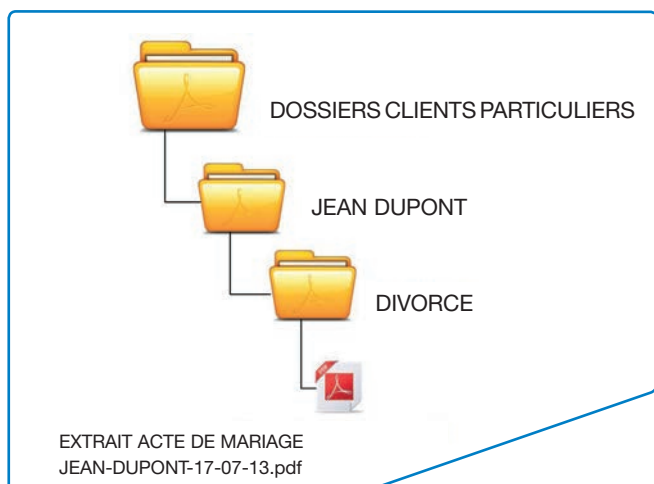 DOSSIERS CLIENTS PARTICULIERS
JEAN DUPONT
DIVORCE
EXTRAIT ACTE DE MARIAGE
JEAN-DUPONT-17-07-13.pdf